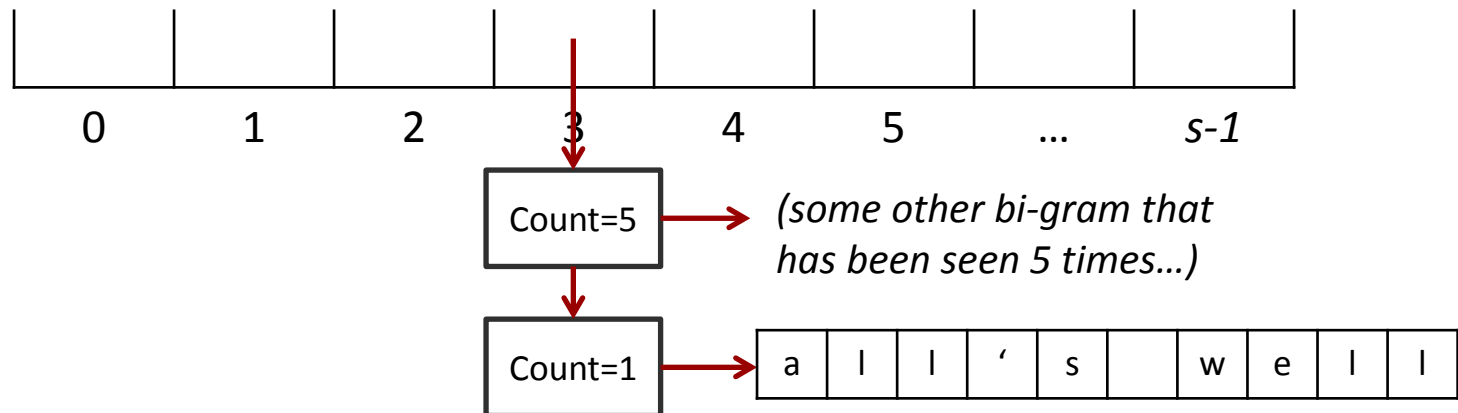 0 1 2 3 4 5 … s-1
Count=5
(some other bi-gram that
has been seen 5 times…)
Count=1
a l l ‘ s w e l l